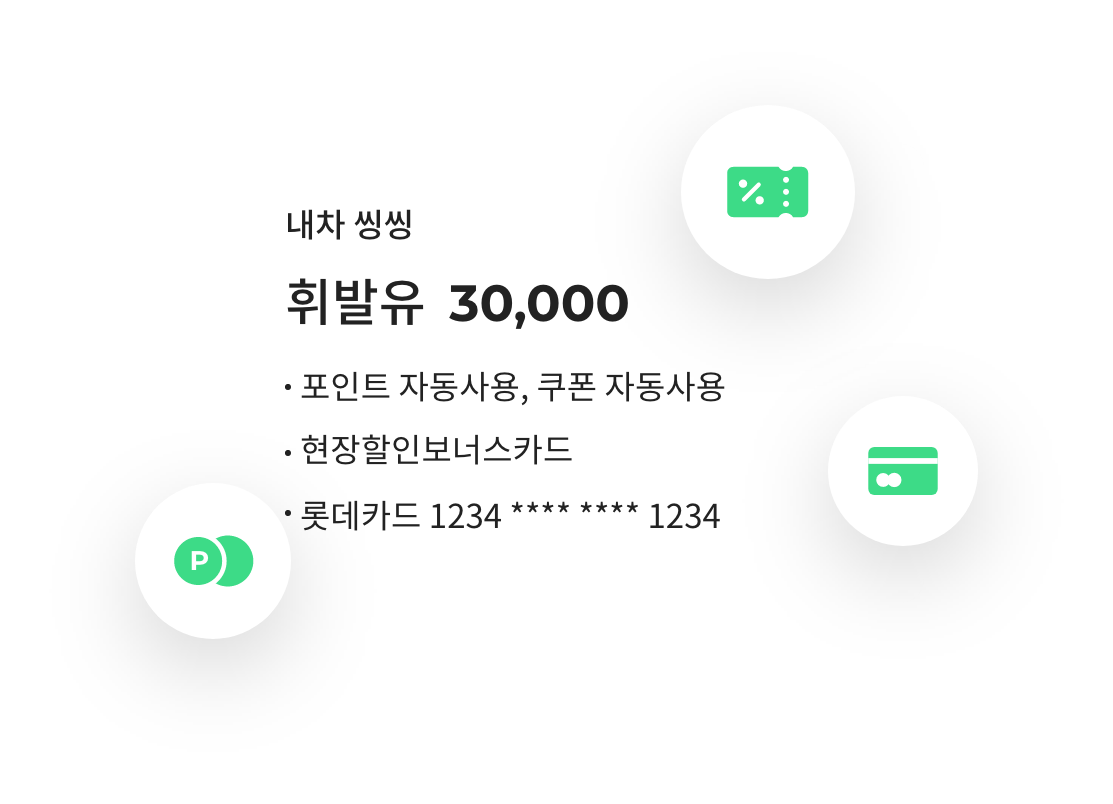 내차 씽씽
휘발유 30,000
• 포인트 자동사용, 쿠폰 자동사용
• 현장할인보너스카드
• 롯데카드 1234 **** **** 1234
P